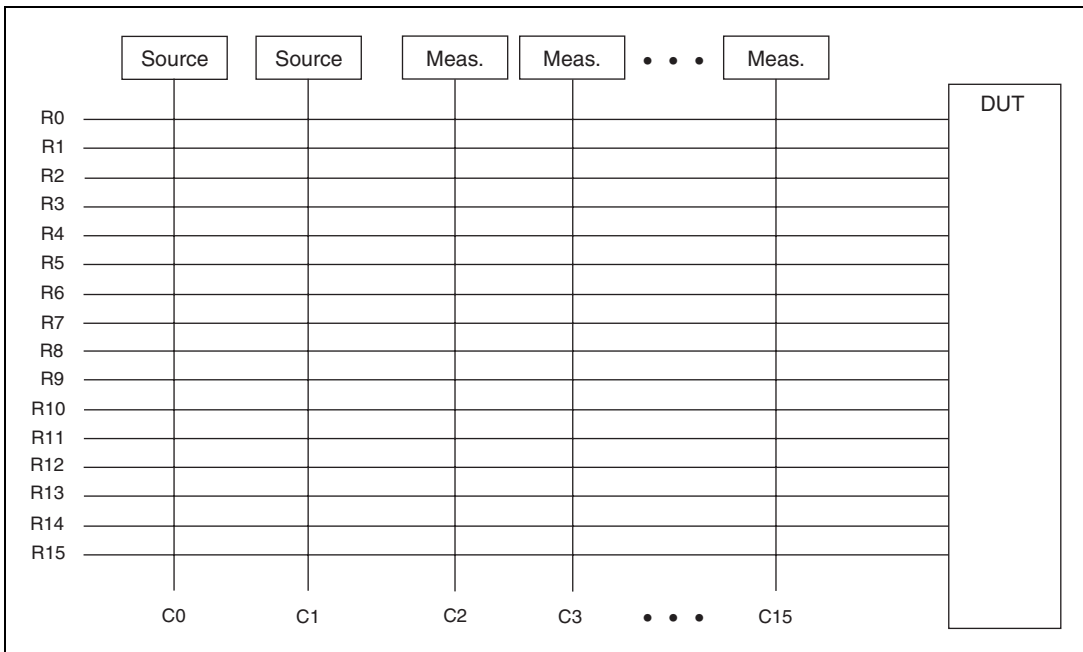 Source Source Meas. Meas. • • • Meas.
DUT
R0
R1
R2
R3
R4
R5
R6
R7
R8
R9
R10
R11
R12
R13
R14
R15
C0 C1 C2 C3 • • • C15